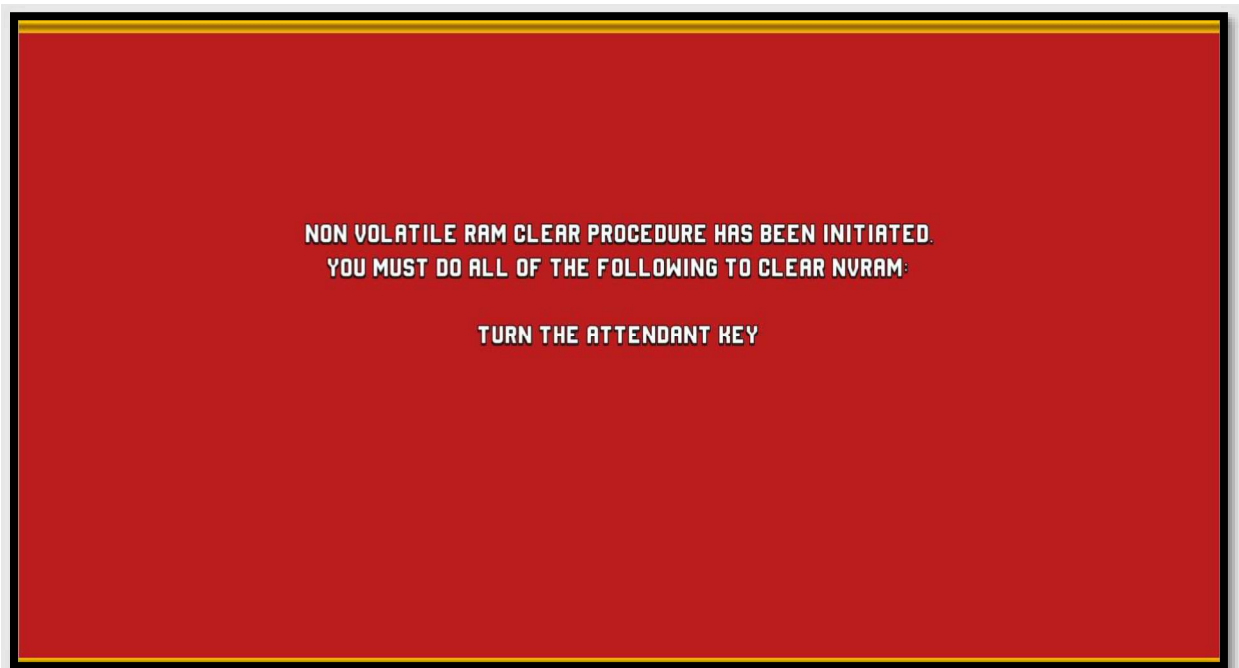 NON VOLATILE RAM CLEAR PROCEDURE HAS BEEN INITIATED.
YOU MUST DO ALL OF THE FOLLOWING TO CLEAR NVRAM:
TURN THE ATTENDANT KEY